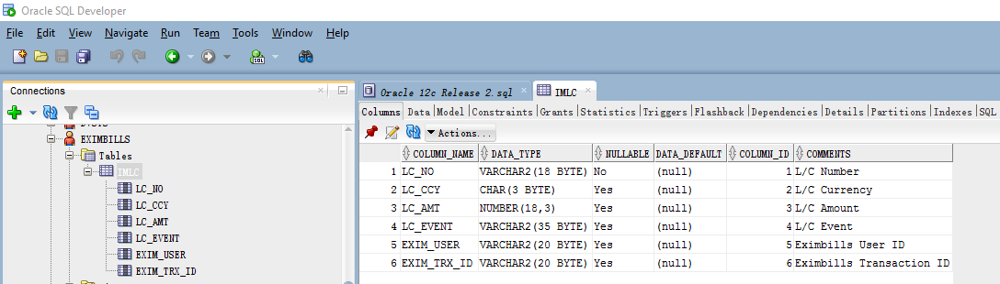 Oracle SQL Developer
File Edit View Navigate Run Team Tools Window Help
SQL
Connections
EXIMBILLS
Tables
IMLC
LC_NO
LC_CCY
LC_AMT
LC_EVENT
EXIM_USER
EXIM_TRX_ID
Oracle 12c Release 2.sql IMLC
Columns Data Model Constraints Grants Statistics Triggers Flashback Dependencies Details Partitions Indexes SQL
Actions...
COLUMN_NAME DATA_TYPE NULLABLE DATA_DEFAULT COLUMN_ID COMMENTS
1 LC_NO VARCHAR2(18 BYTE) No (null) 1 L/C Number
2 LC_CCY CHAR(3 BYTE) Yes (null) 2 L/C Currency
3 LC_AMT NUMBER(18,3) Yes (null) 3 L/C Amount
4 LC_EVENT VARCHAR2(35 BYTE) Yes (null) 4 L/C Event
5 EXIM_USER VARCHAR2(20 BYTE) Yes (null) 5 Eximbills User ID
6 EXIM_TRX_ID VARCHAR2(20 BYTE) Yes (null) 6 Eximbills Transaction ID